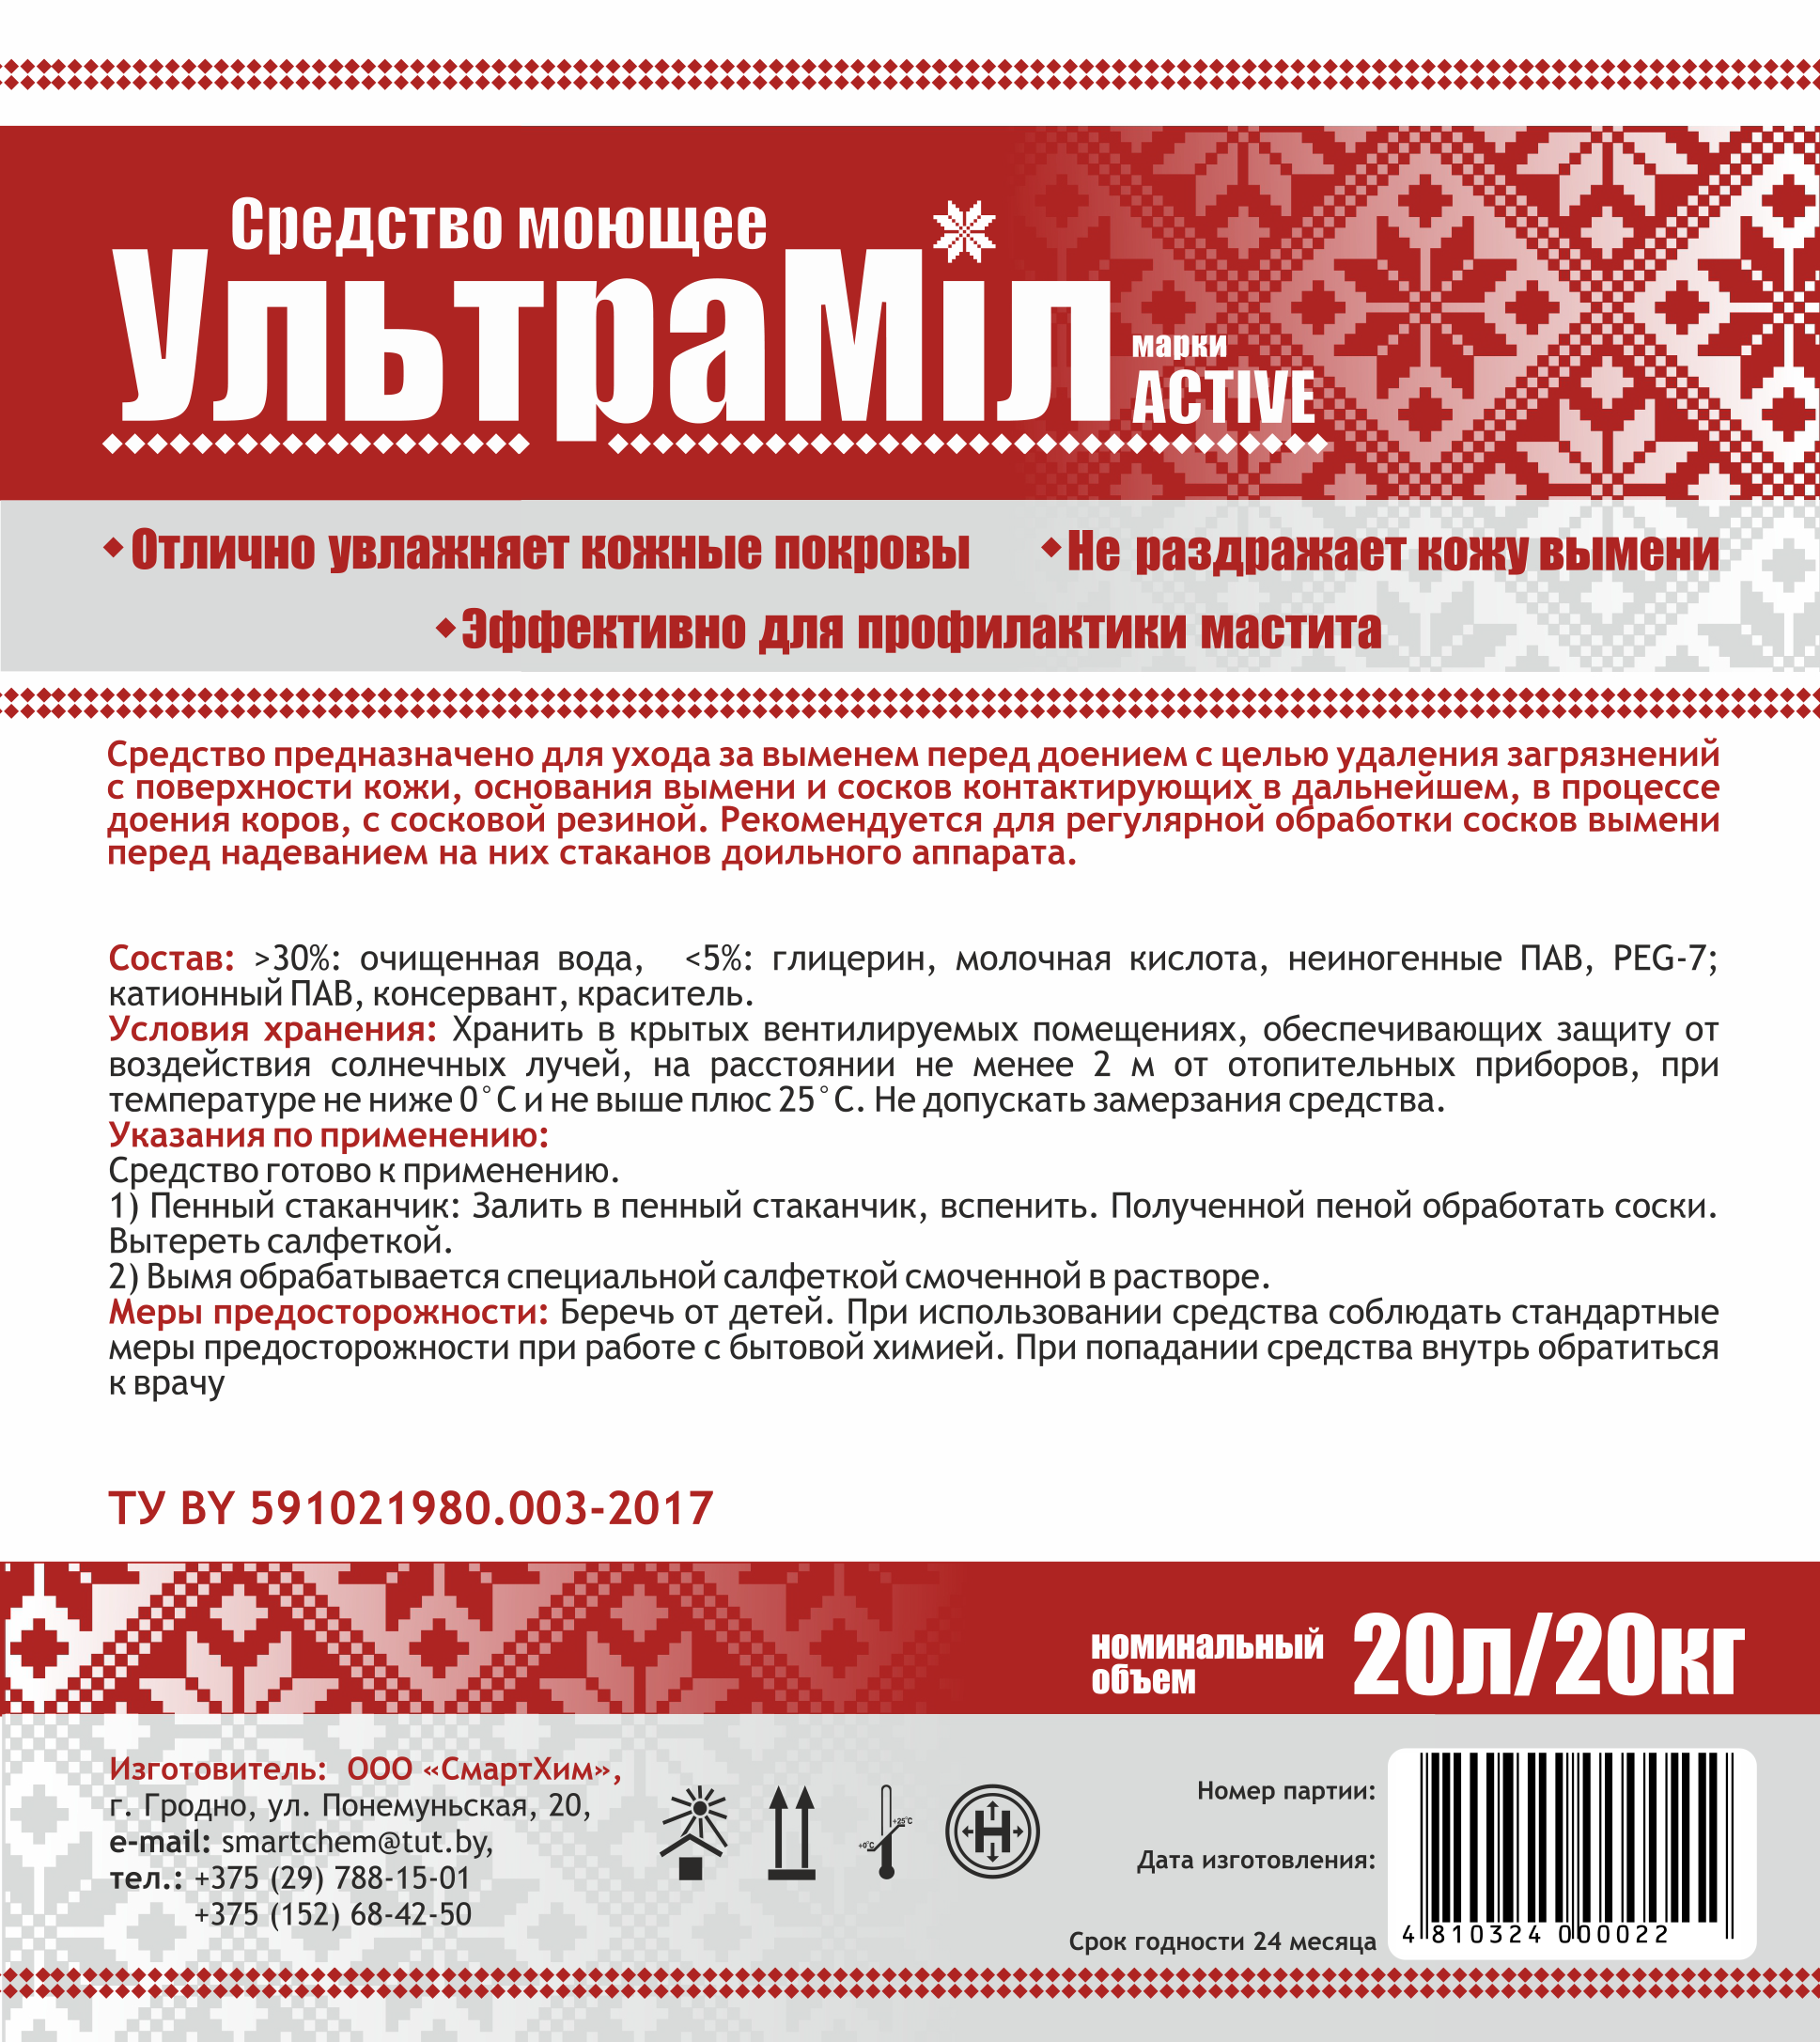 Средство моющее
УльтраМіл
марки
ACTIVE
Отлично увлажняет кожные покровы
Не раздражает кожу вымени
Эффективно для профилактики мастита
Средство предназначено для ухода за выменем перед доением с целью удаления загрязнений
с поверхности кожи, основания вымени и сосков контактирующих в дальнейшем, в процессе
доения коров, с сосковой резиной. Рекомендуется для регулярной обработки сосков вымени
перед надеванием на них стаканов доильного аппарата.
Состав: >30%: очищенная вода, <5%: глицерин, молочная кислота, неиногенные ПАВ, PEG-7;
катионный ПАВ, консервант, краситель.
Условия хранения: Хранить в крытых вентилируемых помещениях, обеспечивающих защиту от
воздействия солнечных лучей, на расстоянии не менее 2 м от отопительных приборов, при
температуре не ниже 0°С и не выше плюс 25°С. Не допускать замерзания средства.
Указания по применению:
Средство готово к применению.
1) Пенный стаканчик: Залить в пенный стаканчик, вспенить. Полученной пеной обработать соски.
Вытереть салфеткой.
2) Вымя обрабатывается специальной салфеткой смоченной в растворе.
Меры предосторожности: Беречь от детей. При использовании средства соблюдать стандартные
меры предосторожности при работе с бытовой химией. При попадании средства внутрь обратиться
к врачу
ТУ BY 591021980.003-2017
номинальный
объем
20л/20кг
Изготовитель: ООО «СмартХим»,
г. Гродно, ул. Понемуньская, 20,
e-mail: smartchem@tut.by,
тел.: +375 (29) 788-15-01
+375 (152) 68-42-50
+25°C
+0°C
Н
Номер партии:
Дата изготовления:
Срок годности 24 месяца
4 810324 000022